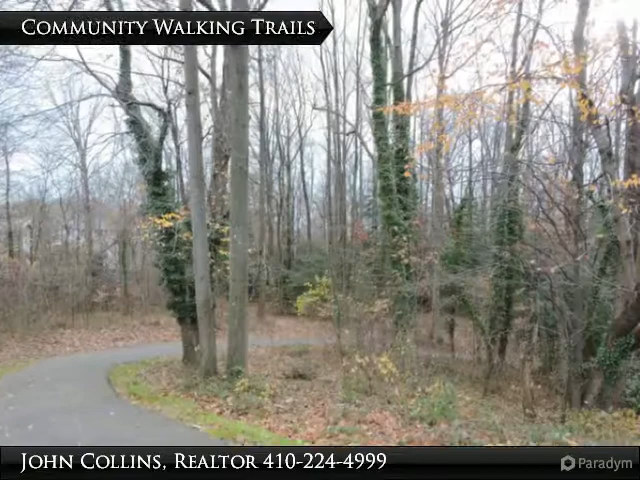 Community Walking Trails
John Collins, Realtor 410-224-4999
Paradym